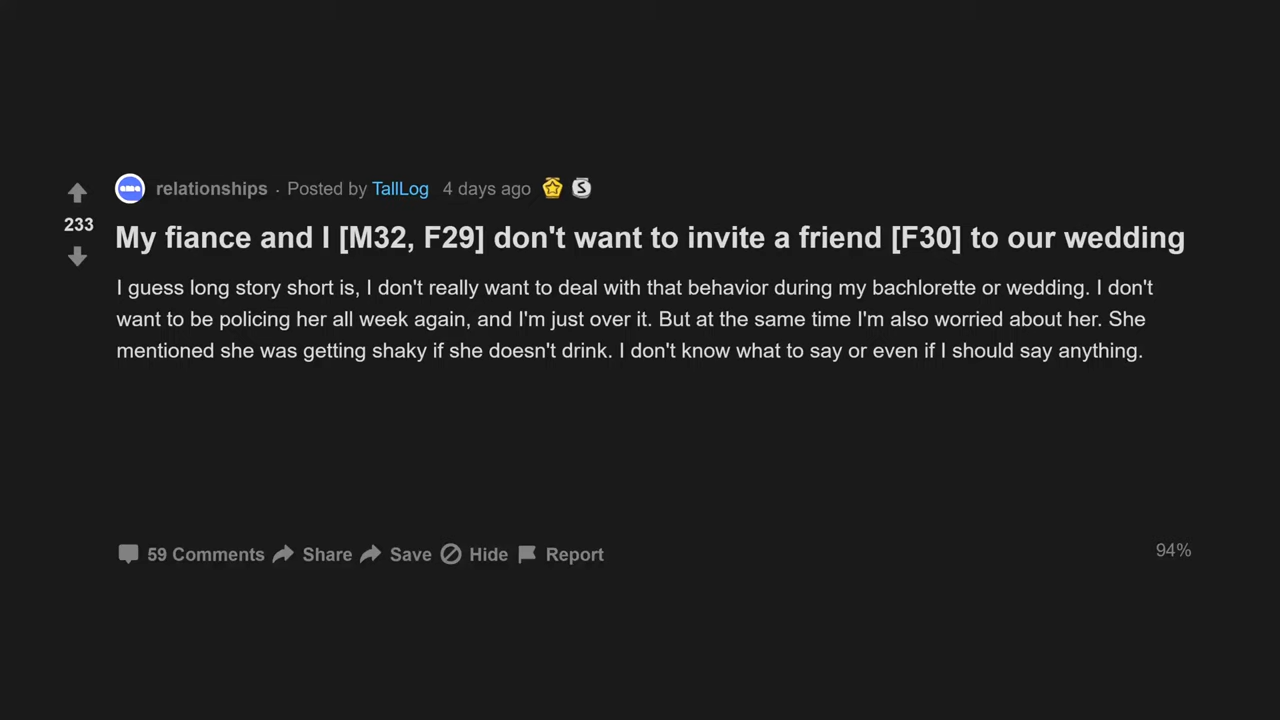 relationships · Posted by TallLog 4 days ago
233
My fiance and I [M32, F29] don't want to invite a friend [F30] to our wedding
I guess long story short is, I don't really want to deal with that behavior during my bachlorette or wedding. I don't
want to be policing her all week again, and I'm just over it. But at the same time I'm also worried about her. She
mentioned she was getting shaky if she doesn't drink. I don't know what to say or even if I should say anything.
59 Comments Share Save Hide Report
94%